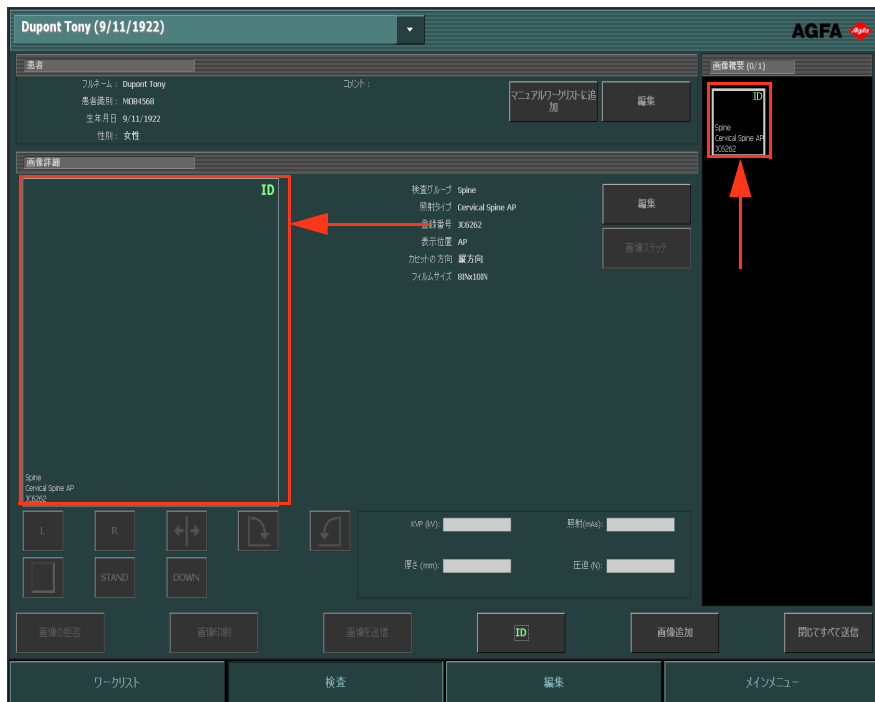 Dupont Tony (9/11/1922)
AGFA Agfa
患者
フルネーム : Dupont Tony
患者識別 : MOB4568
生年月日 9/11/1922
性別 : 女性
コメント :
マニュアルワークリストに追加
編集
画像概要 (0/1)
ID
Spine
Cervical Spine AP
JC6262
画像詳細
ID
Spine
Cervical Spine AP
JC6262
検査グループ Spine
照射タイプ Cervical Spine AP
登録番号 JC6262
表示位置 AP
カセットの方向 縦方向
フィルムサイズ 8INx10IN
編集
画像ステッチ
L
R
STAND
DOWN
KVP (kV):
照射(mAs):
厚さ (mm):
圧迫 (N):
画像の拒否
画像印刷
画像を送信
ID
画像追加
閉じてすべて送信
ワークリスト
検査
編集
メインメニュー